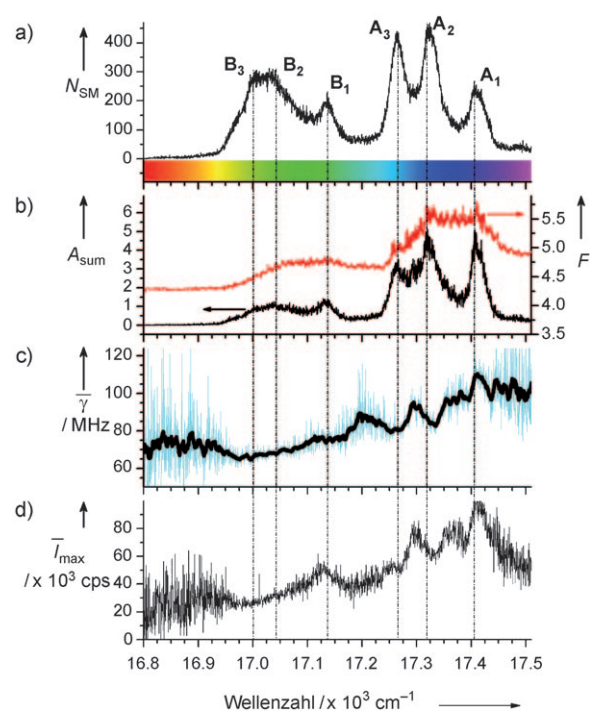 a)
N_SM
400
300
200
100
0
B₃
B₂
B₁
A₃
A₂
A₁
b)
A_sum
6
5
4
3
2
1
0
5.5
5.0
4.5
4.0
3.5
F
c)
γ̅
/ MHz
120
100
80
60
d)
I̅_max
/ x 10³ cps
80
60
40
20
0
16.8 16.9 17.0 17.1 17.2 17.3 17.4 17.5
Wellenzahl / x 10³ cm⁻¹